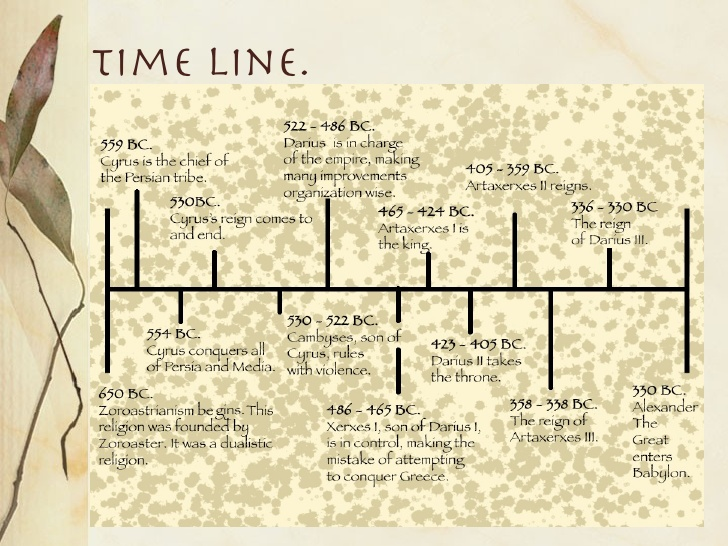 TIME LINE.
559 BC.
Cyrus is the chief of
the Persian tribe.
522 - 486 BC.
Darius is in charge
of the empire, making
many improvements
organization wise.
530BC.
Cyrus's reign comes to
and end.
465 - 424 BC.
Artaxerxes I is
the king.
405 - 359 BC.
Artaxerxes II reigns.
336 - 330 BC
The reign
of Darius III.
650 BC.
Zoroastrianism begins. This
religion was founded by
Zoroaster. It was a dualistic
religion.
554 BC.
Cyrus conquers all
of Persia and Media.
530 - 522 BC.
Cambyses, son of
Cyrus, rules
with violence.
486 - 465 BC.
Xerxes I, son of Darius I,
is in control, making the
mistake of attempting
to conquer Greece.
423 - 405 BC.
Darius II takes
the throne.
358 - 338 BC.
The reign of
Artaxerxes III.
330 BC.
Alexander
The
Great
enters
Babylon.